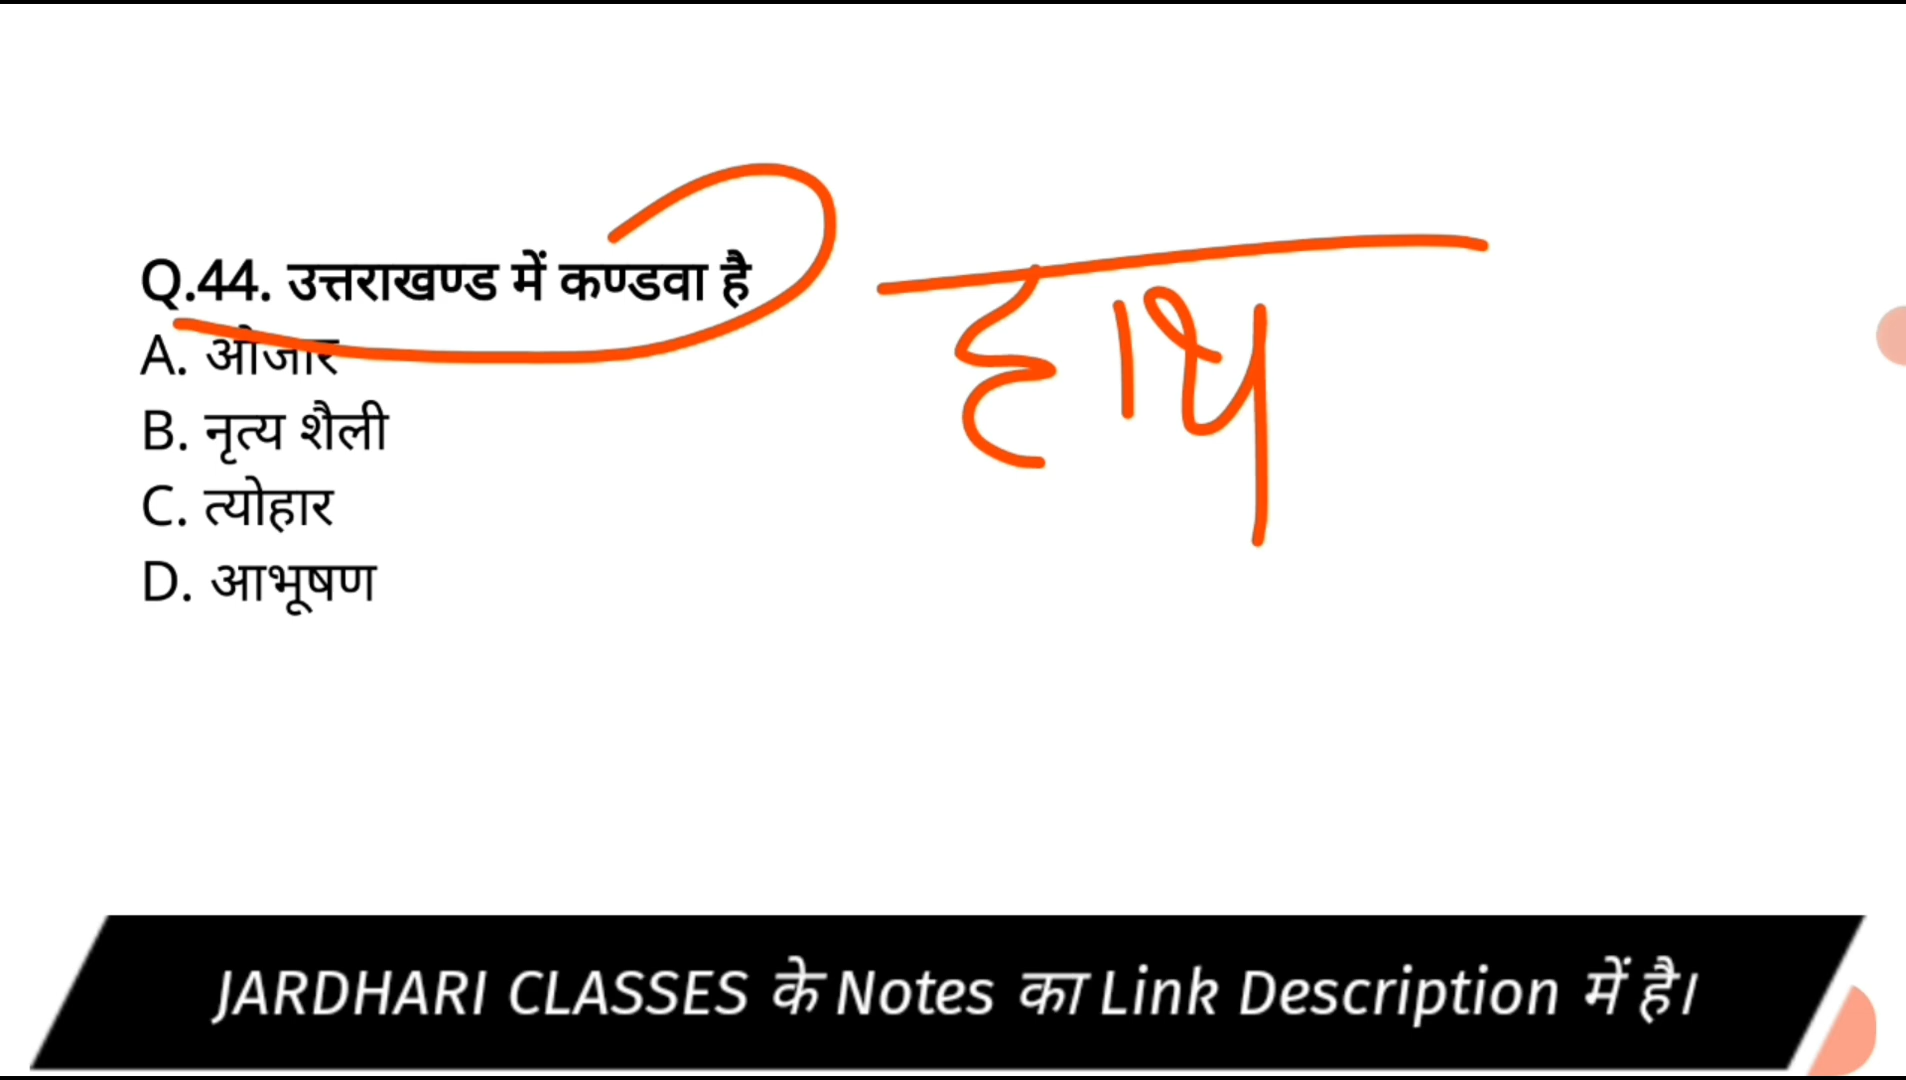 Q.44. उत्तराखण्ड में कण्डवा है
A. औजार
B. नृत्य शैली
C. त्योहार
D. आभूषण
हाथ
JARDHARI CLASSES के Notes का Link Description में है।